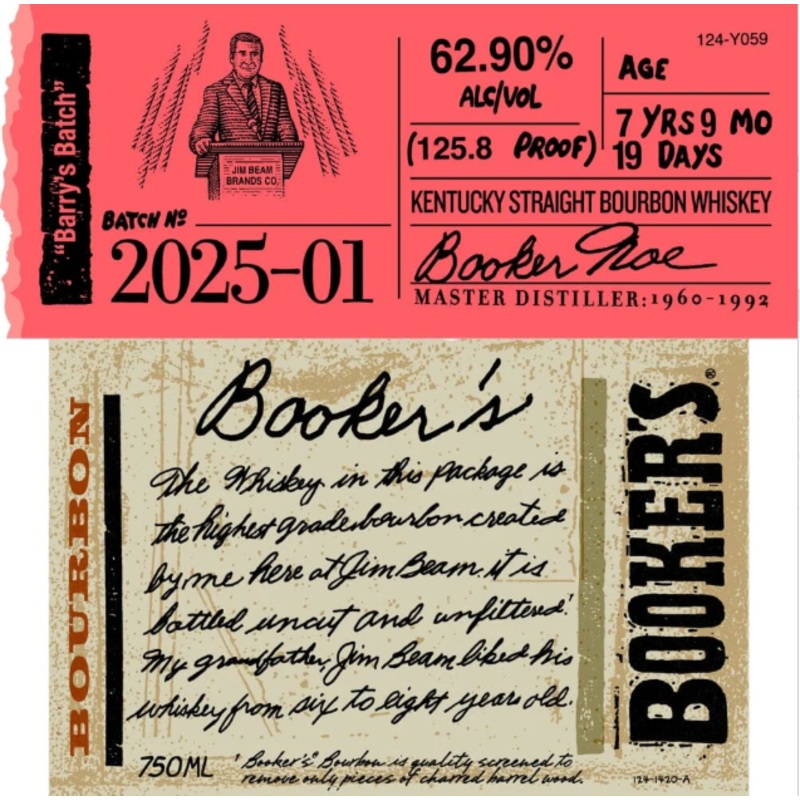 "Barry's Batch"
JIM BEAM
BRANDS CO.
BATCH Nº
2025-01
62.90%
ALC/VOL
(125.8 PROOF)
124-Y059
AGE
7 YRS 9 MO
19 DAYS
KENTUCKY STRAIGHT BOURBON WHISKEY
Booker Noe
MASTER DISTILLER: 1960-1992
BOURBON
Booker's
The Whiskey in this package is
the highest grade bourbon created
by me here at Jim Beam. it is
bottled uncut and unfiltered!
My grandfather, Jim Beam liked his
whiskey from six to eight years old.
750ML
' Booker's® Bourbon is quality screened to
remove only pieces of charred barrel wood.
BOOKER'S®
124-1420-A